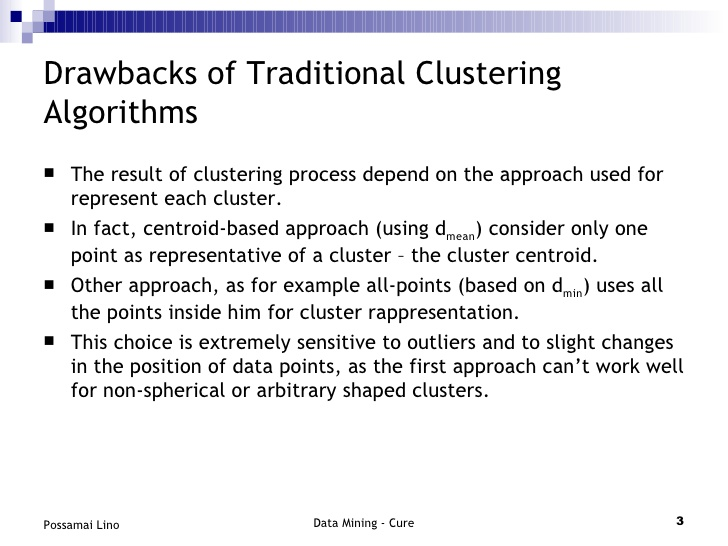 Drawbacks of Traditional Clustering
Algorithms
The result of clustering process depend on the approach used for
represent each cluster.
In fact, centroid-based approach (using dmean) consider only one
point as representative of a cluster – the cluster centroid.
Other approach, as for example all-points (based on dmin) uses all
the points inside him for cluster rappresentation.
This choice is extremely sensitive to outliers and to slight changes
in the position of data points, as the first approach can’t work well
for non-spherical or arbitrary shaped clusters.
Possamai Lino
Data Mining - Cure
3